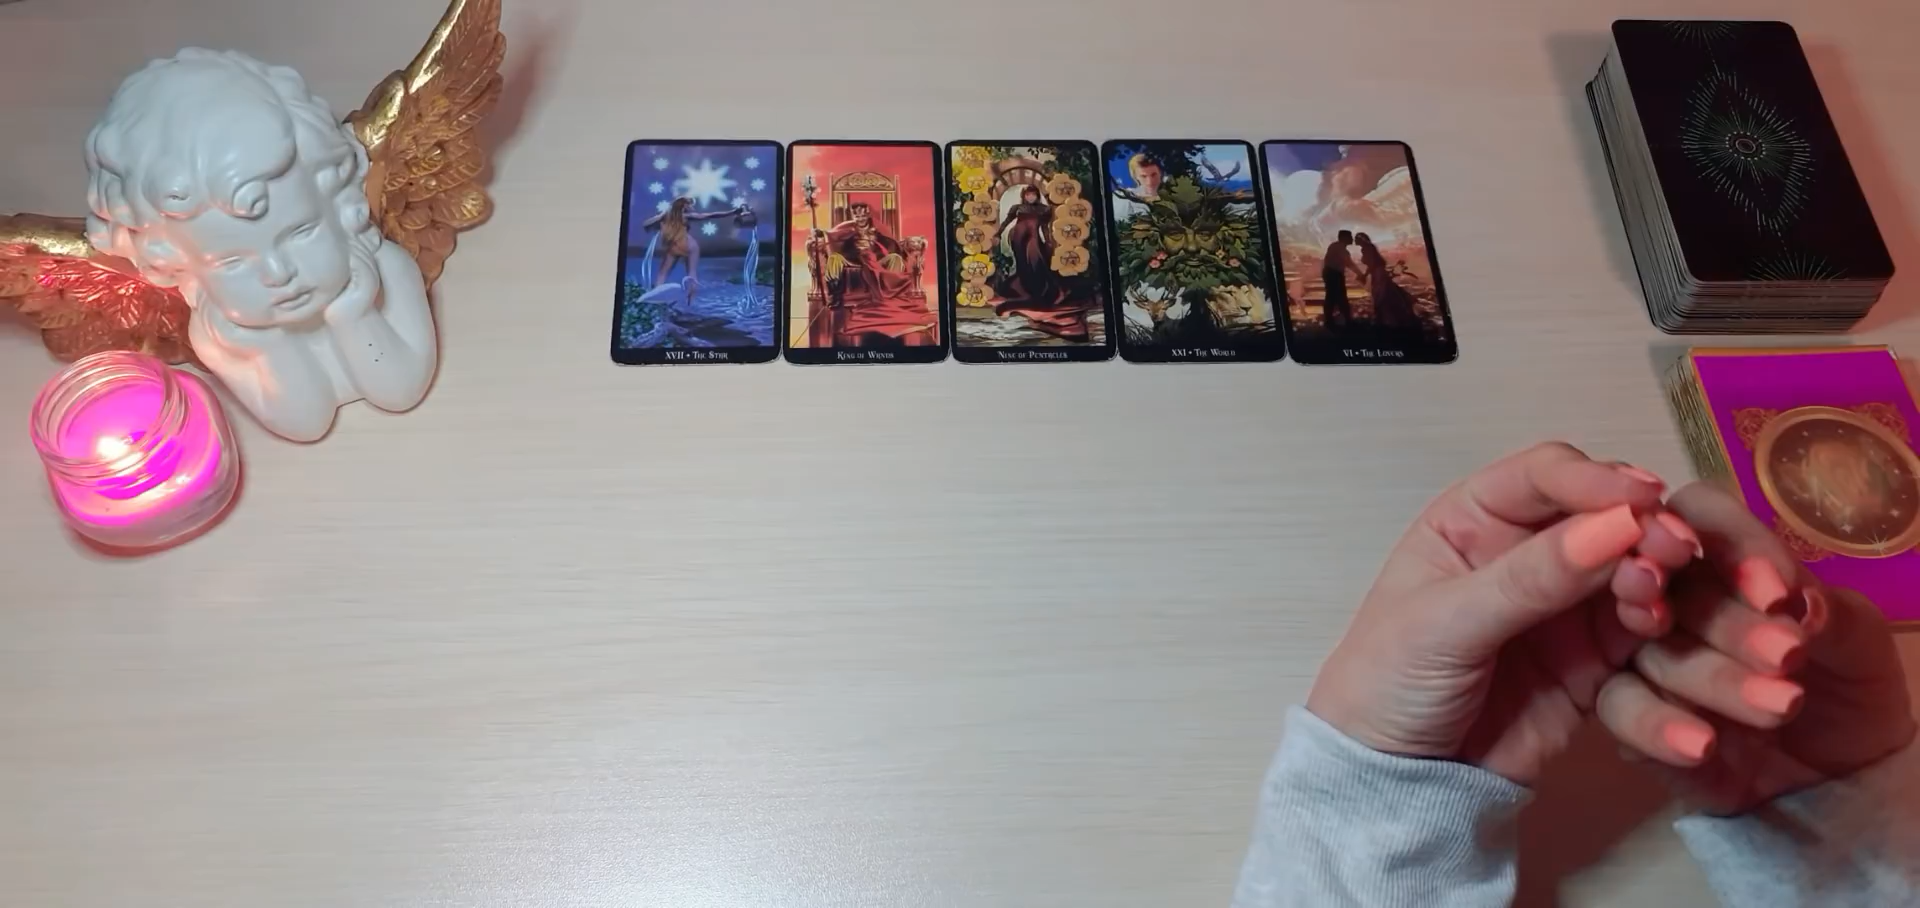 XVII • The Star
King of Wands
Nine of Pentacles
XXI • The World
VI • The Lovers